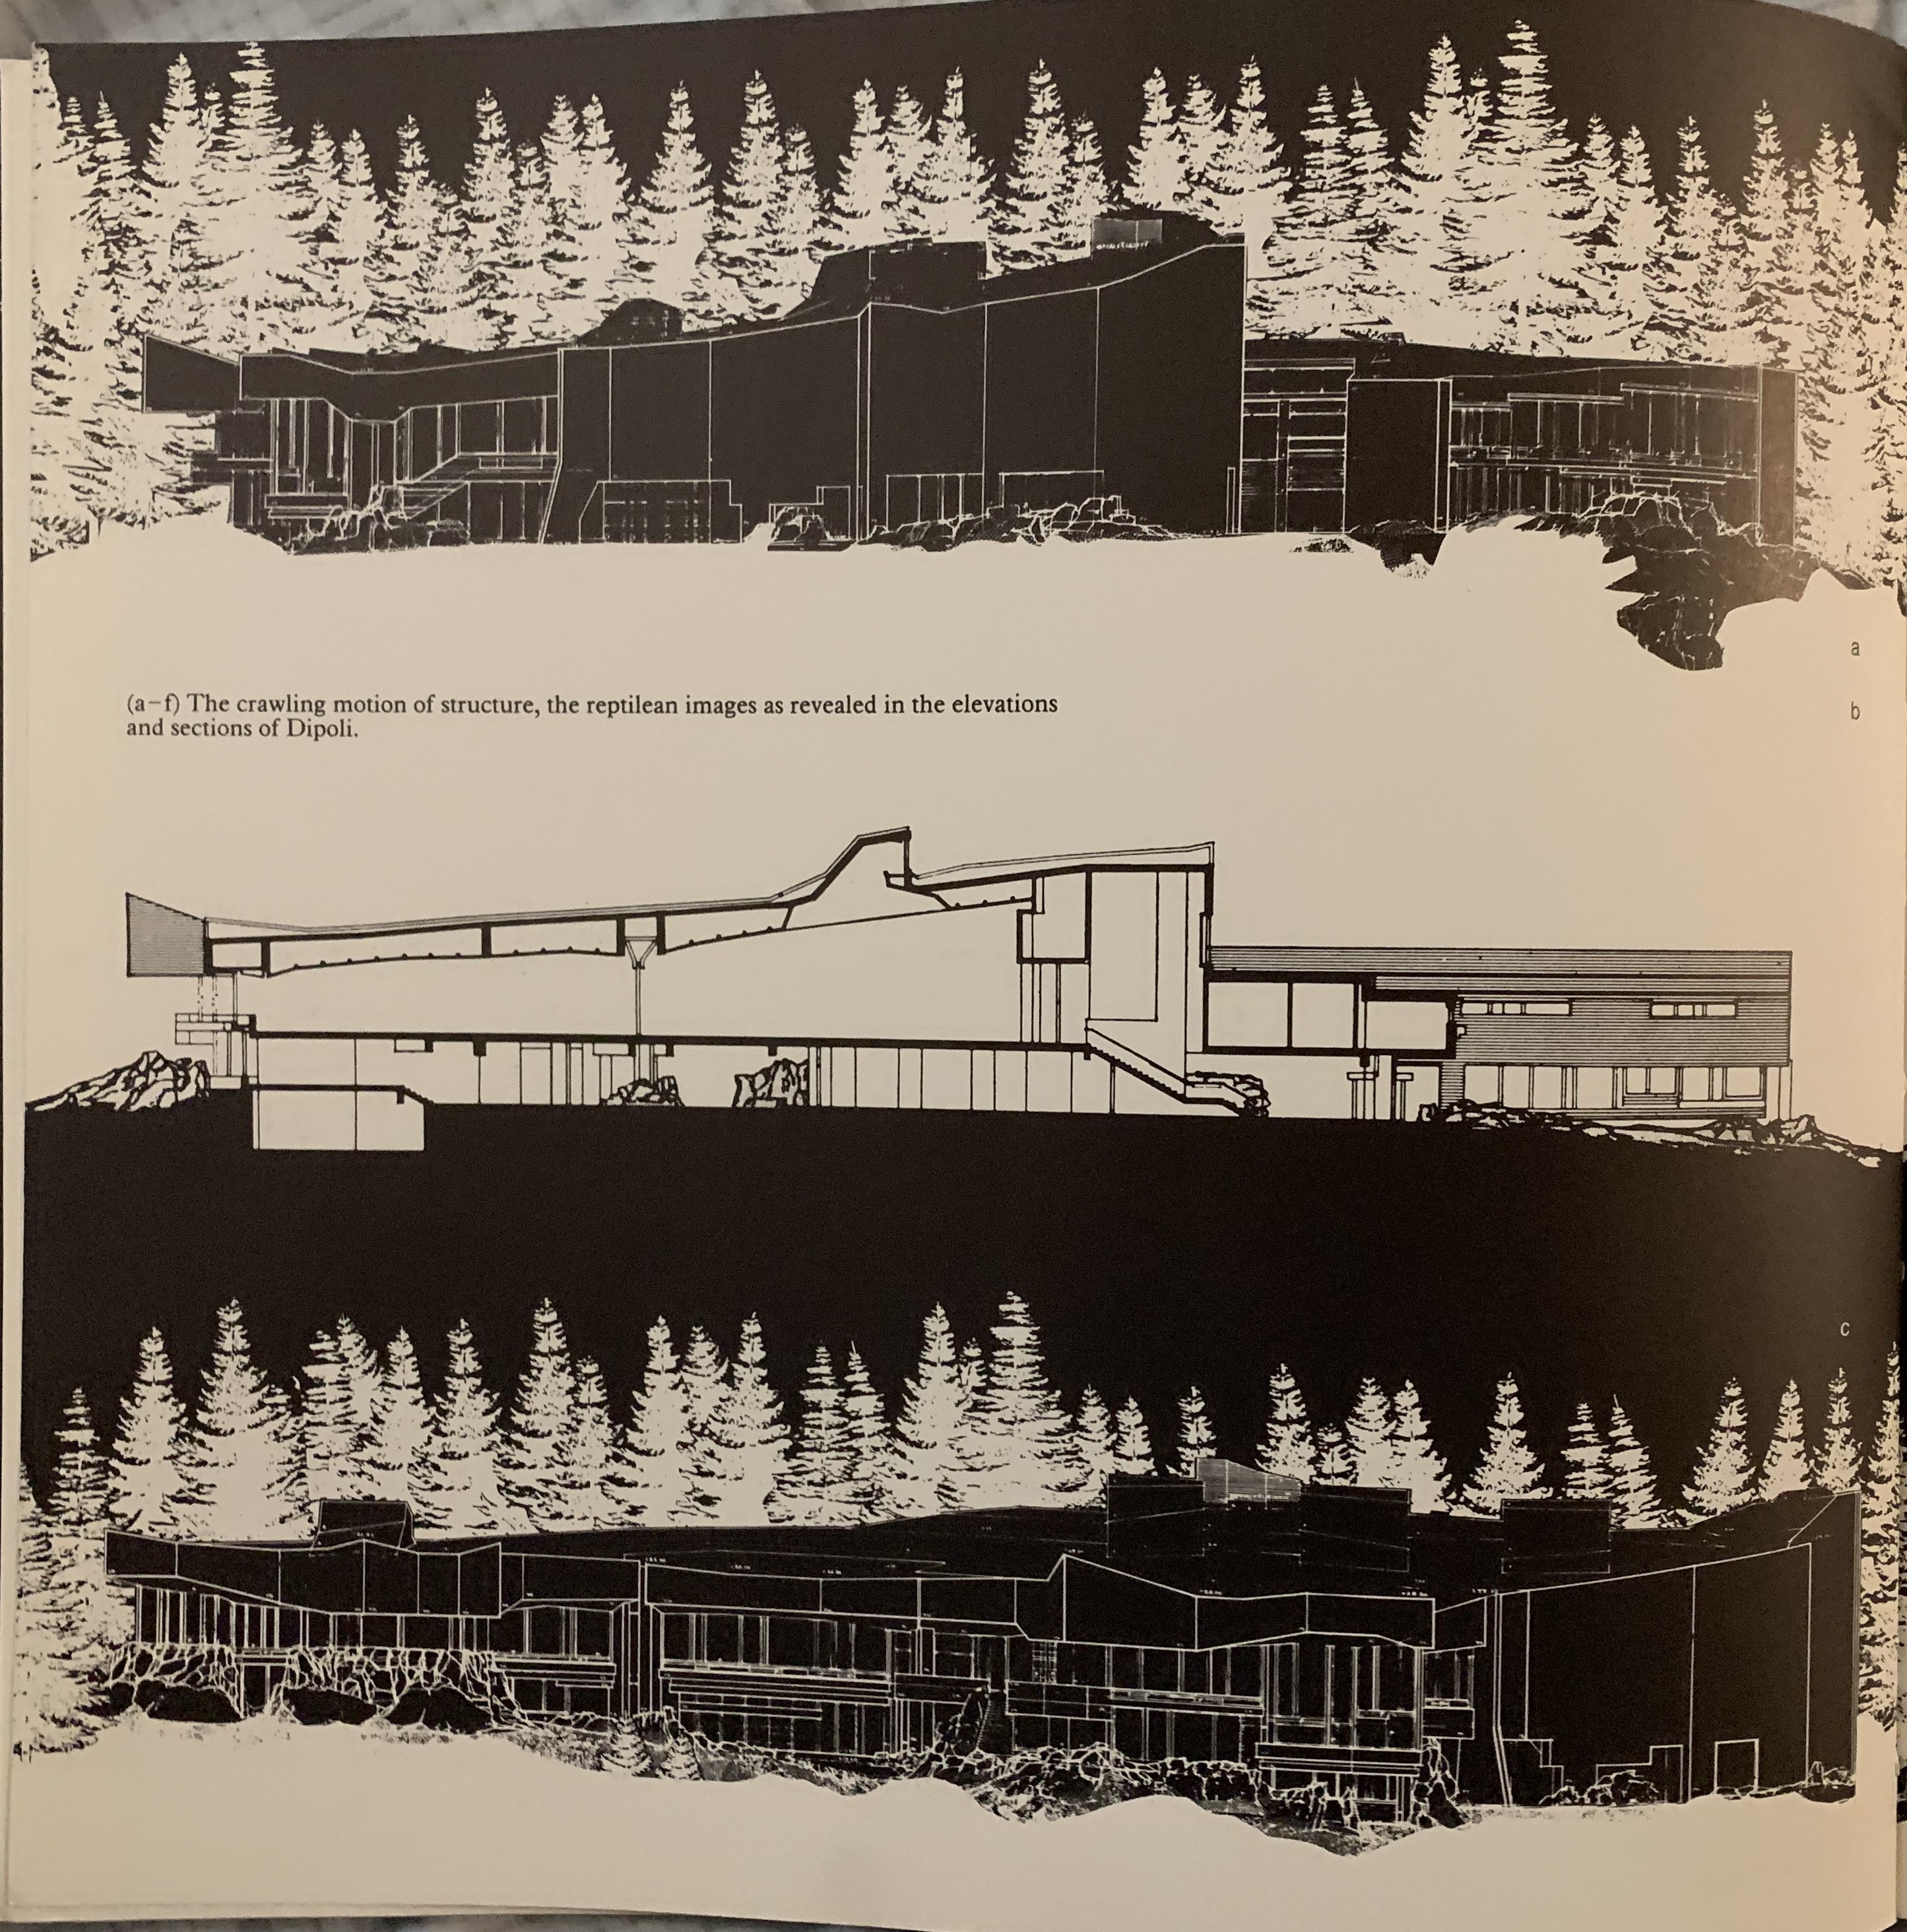 a
(a–f) The crawling motion of structure, the reptilean images as revealed in the elevations
and sections of Dipoli.
b
c